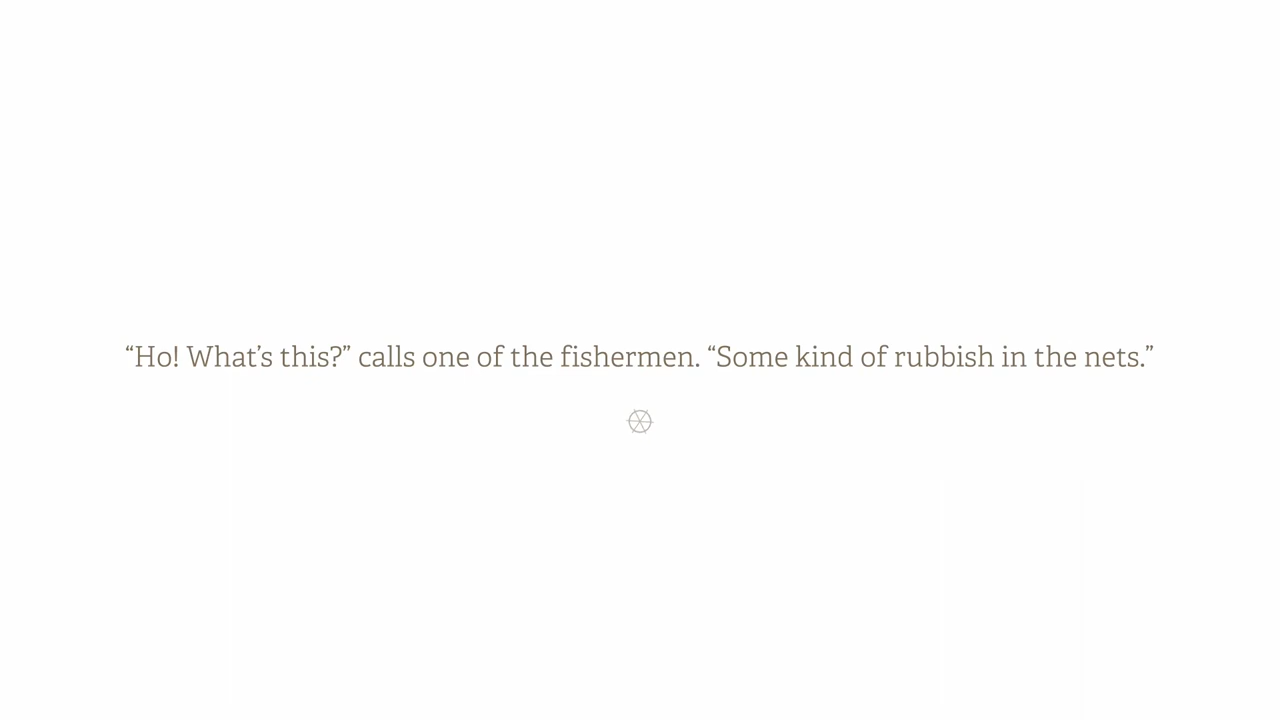 “Ho! What’s this?” calls one of the fishermen. “Some kind of rubbish in the nets.”